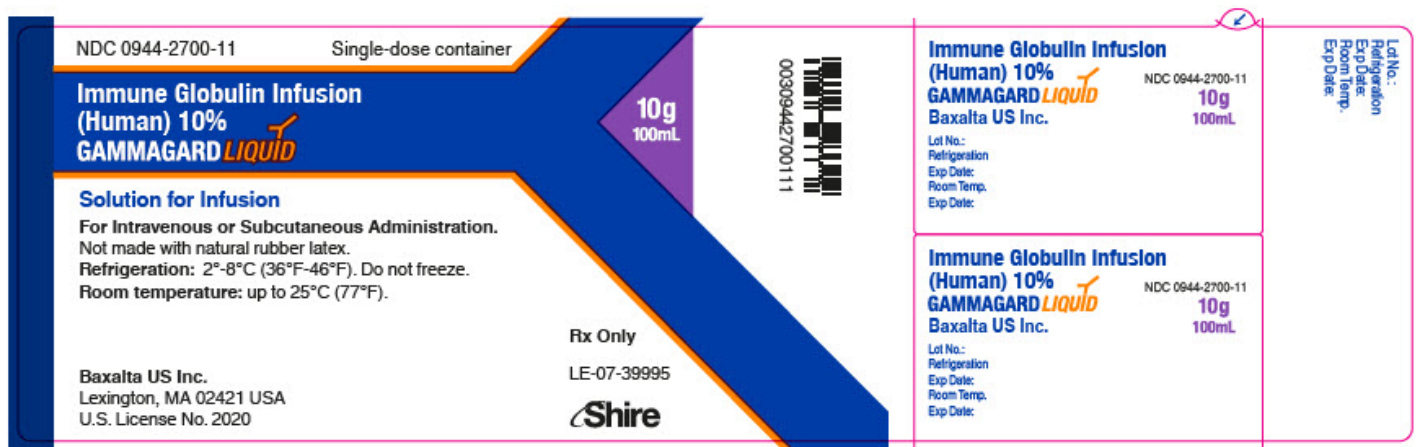 NDC 0944-2700-11
Single-dose container
Immune Globulin Infusion
(Human) 10%
GAMMAGARD LIQUID
10g
100mL
Solution for Infusion
For Intravenous or Subcutaneous Administration.
Not made with natural rubber latex.
Refrigeration: 2°-8°C (36°F-46°F). Do not freeze.
Room temperature: up to 25°C (77°F).
Rx Only
LE-07-39995
Shire
Baxalta US Inc.
Lexington, MA 02421 USA
U.S. License No. 2020
00309442700111
Immune Globulin Infusion
(Human) 10%
NDC 0944-2700-11
GAMMAGARD LIQUID
10g
Baxalta US Inc.
100mL
Lot No.:
Refrigeration
Exp Date:
Room Temp.
Exp Date:
Immune Globulin Infusion
(Human) 10%
NDC 0944-2700-11
GAMMAGARD LIQUID
10g
Baxalta US Inc.
100mL
Lot No.:
Refrigeration
Exp Date:
Room Temp.
Exp Date:
Lot No.:
Refrigeration
Exp Date:
Room Temp.
Exp Date: